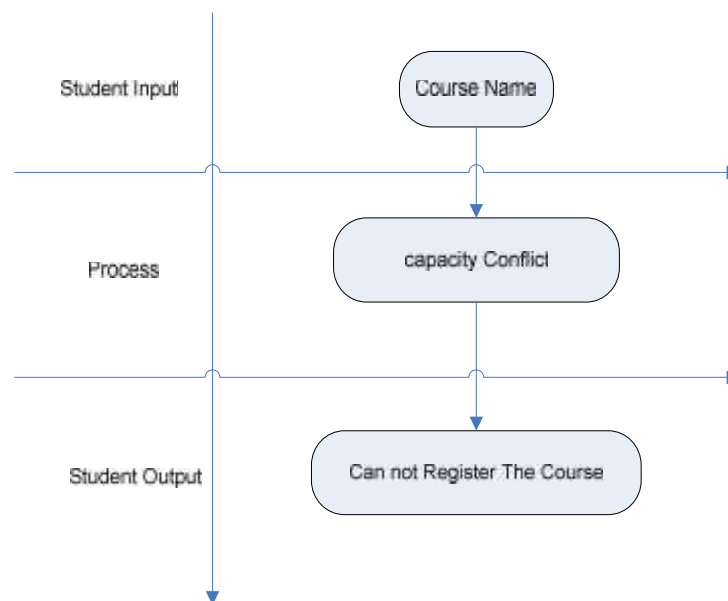 Student Input
Course Name
Process
capacity Conflict
Student Output
Can not Register The Course